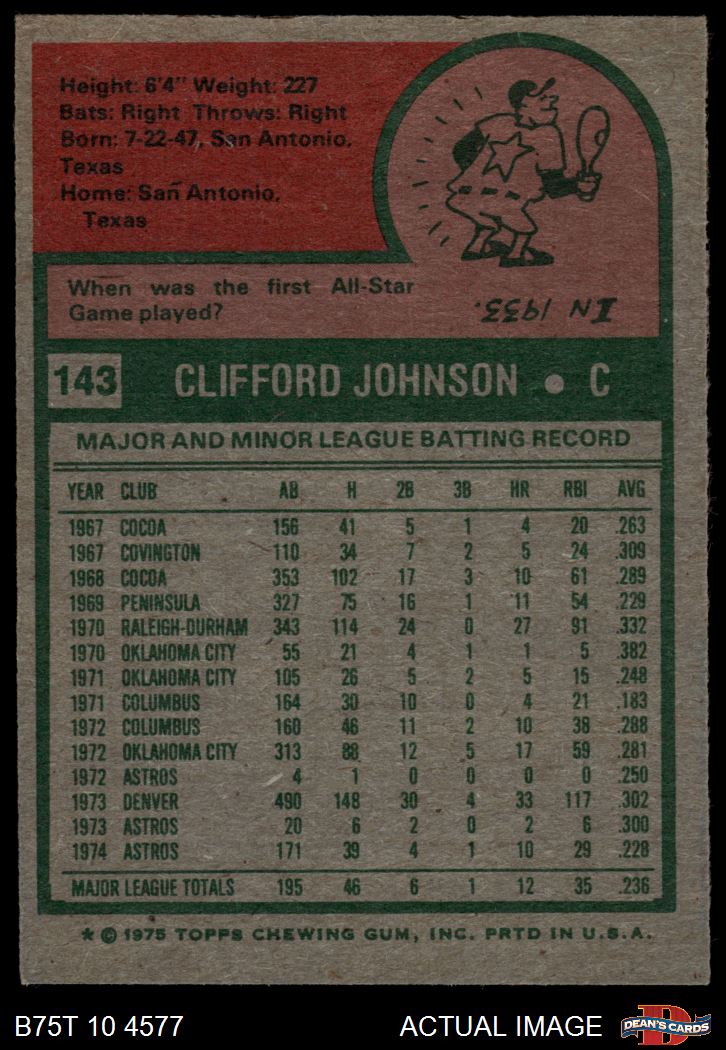 Height: 6'4" Weight: 227
Bats: Right Throws: Right
Born: 7-22-47, San Antonio,
Texas
Home: San Antonio,
Texas
When was the first All-Star
Game played?
IN 1933.
143 CLIFFORD JOHNSON • C
MAJOR AND MINOR LEAGUE BATTING RECORD
YEAR CLUB AB H 2B 3B HR RBI AVG
1967 COCOA 156 41 5 1 4 20 .263
1967 COVINGTON 110 34 7 2 5 24 .309
1968 COCOA 353 102 17 3 10 61 .289
1969 PENINSULA 327 75 16 1 11 54 .229
1970 RALEIGH-DURHAM 343 114 24 0 27 91 .332
1970 OKLAHOMA CITY 55 21 4 1 1 5 .382
1971 OKLAHOMA CITY 105 26 5 2 5 15 .248
1971 COLUMBUS 164 30 10 0 4 21 .183
1972 COLUMBUS 160 46 11 2 10 38 .288
1972 OKLAHOMA CITY 313 88 12 5 17 59 .281
1972 ASTROS 4 1 0 0 0 0 .250
1973 DENVER 490 148 30 4 33 117 .302
1973 ASTROS 20 6 2 0 2 6 .300
1974 ASTROS 171 39 4 1 10 29 .228
MAJOR LEAGUE TOTALS 195 46 6 1 12 35 .236
★ © 1975 TOPPS CHEWING GUM, INC. PRTD IN U.S.A.
B75T 10 4577 ACTUAL IMAGE
D
DEAN'S CARDS